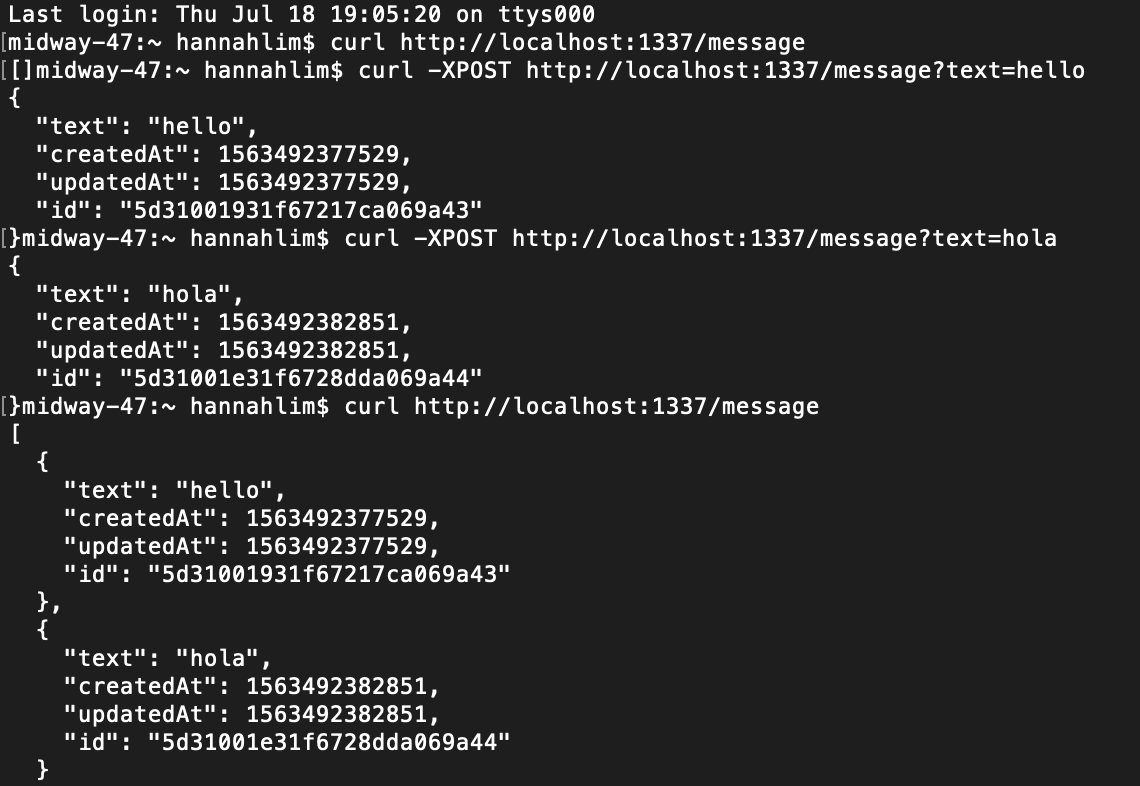 Last login: Thu Jul 18 19:05:20 on ttys000
[midway-47:~ hannahlim$ curl http://localhost:1337/message
[[]midway-47:~ hannahlim$ curl -XPOST http://localhost:1337/message?text=hello
{
  "text": "hello",
  "createdAt": 1563492377529,
  "updatedAt": 1563492377529,
  "id": "5d31001931f67217ca069a43"
[}midway-47:~ hannahlim$ curl -XPOST http://localhost:1337/message?text=hola
{
  "text": "hola",
  "createdAt": 1563492382851,
  "updatedAt": 1563492382851,
  "id": "5d31001e31f6728dda069a44"
[}midway-47:~ hannahlim$ curl http://localhost:1337/message
[
  {
    "text": "hello",
    "createdAt": 1563492377529,
    "updatedAt": 1563492377529,
    "id": "5d31001931f67217ca069a43"
  },
  {
    "text": "hola",
    "createdAt": 1563492382851,
    "updatedAt": 1563492382851,
    "id": "5d31001e31f6728dda069a44"
  }